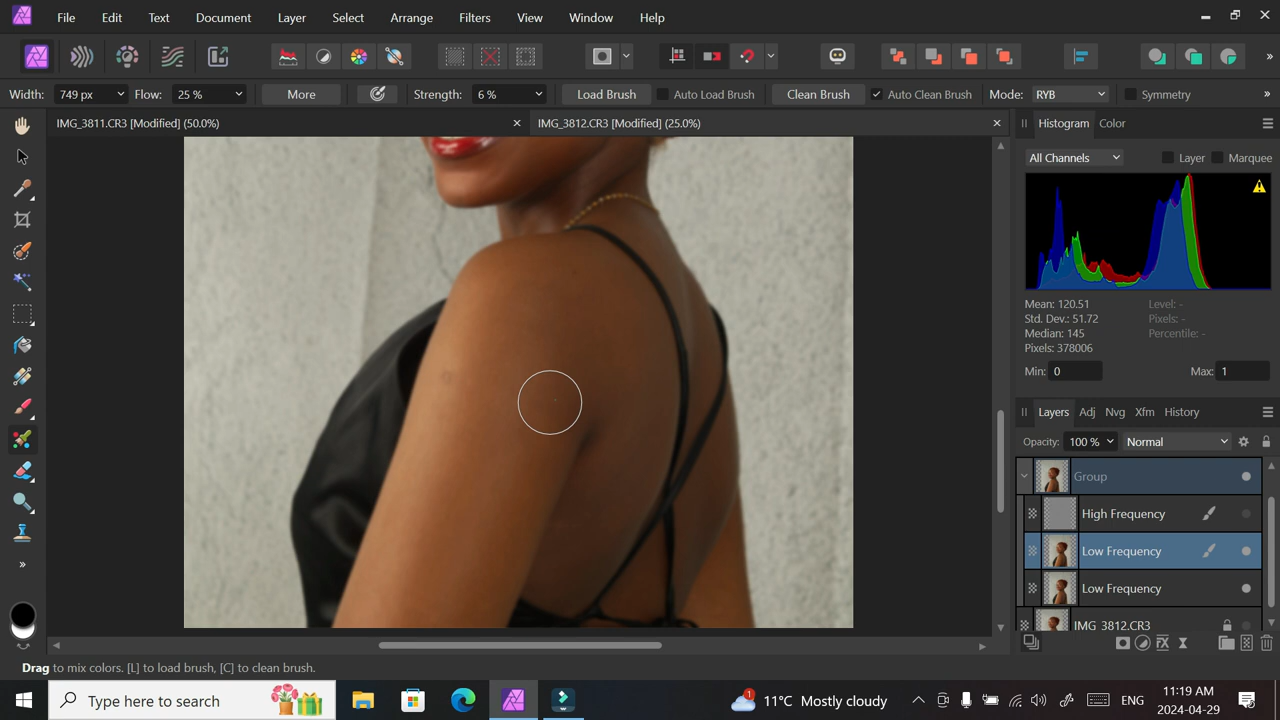 File Edit Text Document Layer Select Arrange Filters View Window Help
Width: 749 px Flow: 25 % More Strength: 6 % Load Brush Auto Load Brush Clean Brush Auto Clean Brush Mode: RYB Symmetry
IMG_3811.CR3 [Modified] (50.0%) IMG_3812.CR3 [Modified] (25.0%)
Histogram Color
All Channels Layer Marquee
Mean: 120.51 Level: -
Std. Dev.: 51.72 Pixels: -
Median: 145 Percentile: -
Pixels: 378006
Min: 0 Max: 1
Layers Adj Nvg Xfm History
Opacity: 100 % Normal
Group
High Frequency
Low Frequency
Low Frequency
IMG_3812.CR3
Drag to mix colors. [L] to load brush, [C] to clean brush.
Type here to search
1
11°C Mostly cloudy
ENG
2024-04-29